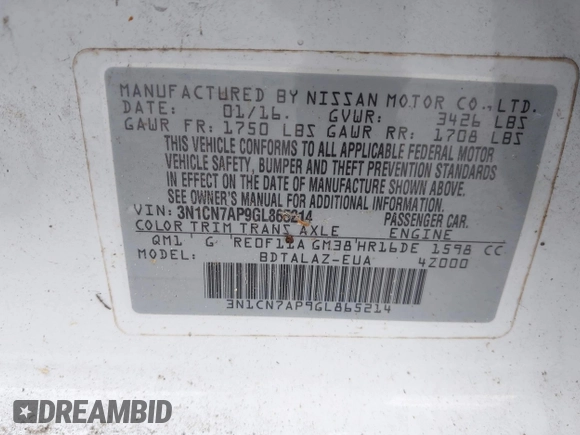 MANUFACTURED BY NISSAN MOTOR CO., LTD.
DATE: 01/16. GVWR: 3426 LBS
GAWR FR: 1750 LBS GAWR RR: 1708 LBS
THIS VEHICLE CONFORMS TO ALL APPLICABLE FEDERAL MOTOR
VEHICLE SAFETY, BUMPER AND THEFT PREVENTION STANDARDS
IN EFFECT ON THE DATE OF MANUFACTURE SHOWN ABOVE.
SEE OWNER'S MANUAL FOR ADDITIONAL INFORMATION.
VIN: 3N1CN7AP9GL865214 PASSENGER CAR.
COLOR TRIM TRANS AXLE ENGINE
QM1 G RE0F11A GM38 HR16DE 1598 CC
MODEL: BDTALAZ-EUA 4Z000
3N1CN7AP9GL865214
DREAMBID